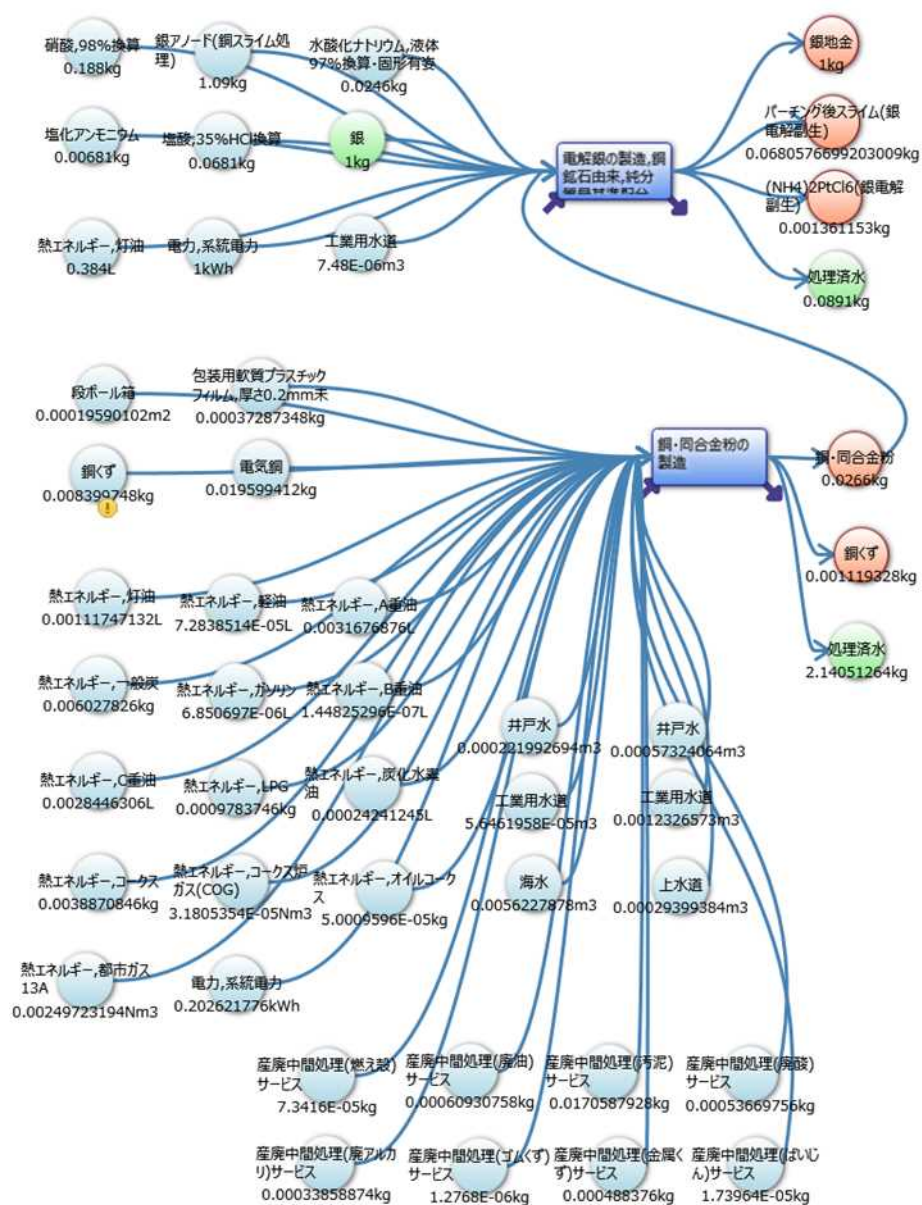 硝酸,98%換算
0.188kg
銀アノード(銅スライム処
理)
1.09kg
水酸化ナトリウム,液体
97%換算・固形有姿
0.0246kg
銀地金
1kg
塩化アンモニウム
0.00681kg
塩酸,35%HCl換算
0.0681kg
銀
1kg
電解銀の製造,銅
鉱石由来,純分
パーチング後スライム(銀
電解副生)
0.0680576699203009kg
(NH4)2PtCl6(銀電解
副生)
0.001361153kg
熱エネルギー,灯油
0.384L
電力,系統電力
1kWh
工業用水道
7.48E-06m3
処理済水
0.0891kg
段ボール箱
0.00019590102m2
包装用軟質プラスチック
フィルム,厚さ0.2mm未
0.00037287348kg
銅くず
0.008399748kg
電気銅
0.019599412kg
銅・同合金粉の
製造
銅・同合金粉
0.0266kg
銅くず
0.001119328kg
処理済水
2.14051264kg
熱エネルギー,灯油
0.00111747132L
熱エネルギー,軽油
7.2838514E-05L
熱エネルギー,A重油
0.0031676876L
熱エネルギー,一般炭
0.006027826kg
熱エネルギー,ガソリン
6.850697E-06L
熱エネルギー,B重油
1.44825296E-07L
井戸水
0.000221992694m3
井戸水
0.00057324064m3
熱エネルギー,C重油
0.0028446306L
熱エネルギー,LPG
0.0009783746kg
熱エネルギー,炭化水素
油
0.00024241245L
工業用水道
5.6461958E-05m3
工業用水道
0.0012326573m3
熱エネルギー,コークス
0.0038870846kg
熱エネルギー,コークス炉
ガス(COG)
3.1805354E-05Nm3
熱エネルギー,オイルコーク
ス
5.0009596E-05kg
海水
0.0056227878m3
上水道
0.00029399384m3
熱エネルギー,都市ガス
13A
0.00249723194Nm3
電力,系統電力
0.202621776kWh
産廃中間処理(燃え殻)
サービス
7.3416E-05kg
産廃中間処理(廃油)
サービス
0.00060930758kg
産廃中間処理(汚泥)
サービス
0.0170587928kg
産廃中間処理(廃酸)
サービス
0.00053669756kg
産廃中間処理(廃アルカ
リ)サービス
0.00033858874kg
産廃中間処理(ゴムくず)
サービス
1.2768E-06kg
産廃中間処理(金属く
ず)サービス
0.000488376kg
産廃中間処理(ばいじ
ん)サービス
1.73964E-05kg